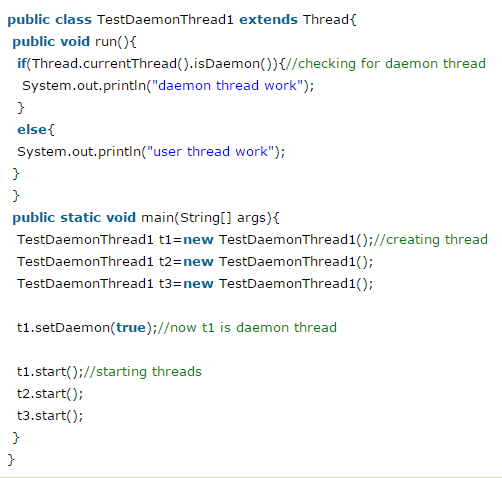 public class TestDaemonThread1 extends Thread{
public void run(){
if(Thread.currentThread().isDaemon()){//checking for daemon thread
System.out.println("daemon thread work");
}
else{
System.out.println("user thread work");
}
}
public static void main(String[] args){
TestDaemonThread1 t1=new TestDaemonThread1();//creating thread
TestDaemonThread1 t2=new TestDaemonThread1();
TestDaemonThread1 t3=new TestDaemonThread1();
t1.setDaemon(true);//now t1 is daemon thread
t1.start();//starting threads
t2.start();
t3.start();
}
}